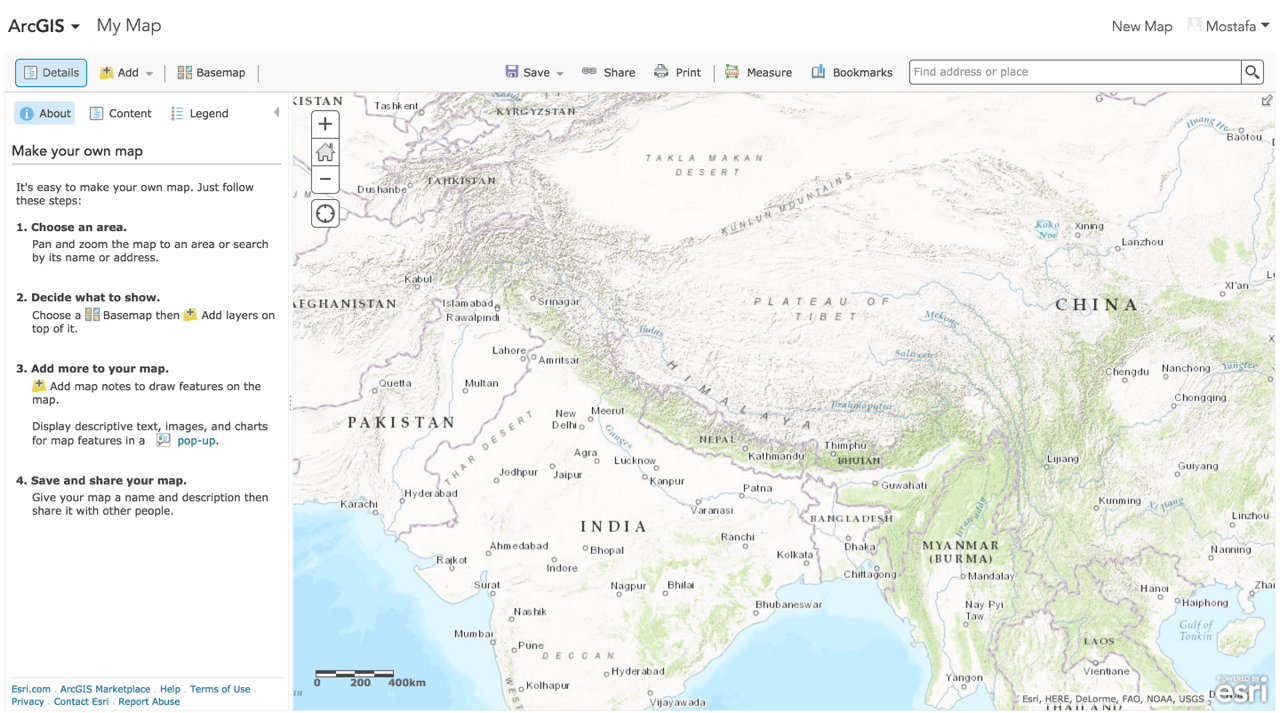 ArcGIS My Map
New Map Mostafa
Details Add Basemap Save Share Print Measure Bookmarks Find address or place
About Content Legend
Make your own map
It's easy to make your own map. Just follow
these steps:
1. Choose an area.
Pan and zoom the map to an area or search
by its name or address.
2. Decide what to show.
Choose a Basemap then Add layers on
top of it.
3. Add more to your map.
Add map notes to draw features on the
map.
Display descriptive text, images, and charts
for map features in a pop-up.
4. Save and share your map.
Give your map a name and description then
share it with other people.
Esri.com . ArcGIS Marketplace . Help . Terms of Use .
Privacy . Contact Esri . Report Abuse
KISTAN
Tashkent
KYRGYZSTAN
G
Huang He
Baotou
TAKLA MAKAN
DESERT
Dushanbe
TAJIKISTAN
KUNLUN MOUNTAINS
Koko
Nor
Xining
Lanzhou
Kabul
AFGHANISTAN
Islamabad
Rawalpindi
Srinagar
PLATEAU OF
TIBET
CHINA
Xi'an
Indus
Mekong
Salween
Lahore
Amritsar
HIMALAYA
Chengdu
Nanchong
Yangtze
Quetta
Multan
Chongqing
PAKISTAN
New
Delhi
Meerut
Brahmaputra
Ganges
THAR DESERT
NEPAL
Kathmandu
Thimphu
BHUTAN
Agra
Lucknow
Lijiang
Guiyang
Jodhpur
Jaipur
Kanpur
Patna
Guwahati
Hyderabad
Karachi
Varanasi
BANGLADESH
Irrawaddy
Kunming
Xi Jiang
Linzhou
INDIA
Ranchi
Dhaka
MYANMAR
(BURMA)
Nanning
Ahmedabad
Bhopal
Kolkata
Rajkot
Indore
Chittagong
Mandalay
Surat
Nagpur
Bhilai
Hanoi
Haiphong
Nashik
Bhubaneshwar
Nay Pyi
Taw
Gulf of
Tonkin
Mumbai
Pune
LAOS
DECCAN
Hyderabad
Vientiane
0 200 400km
Kolhapur
WES
Yangon
Vijayawada
THAILAND
Esri, HERE, DeLorme, FAO, NOAA, USGS
POWERED BY
esri